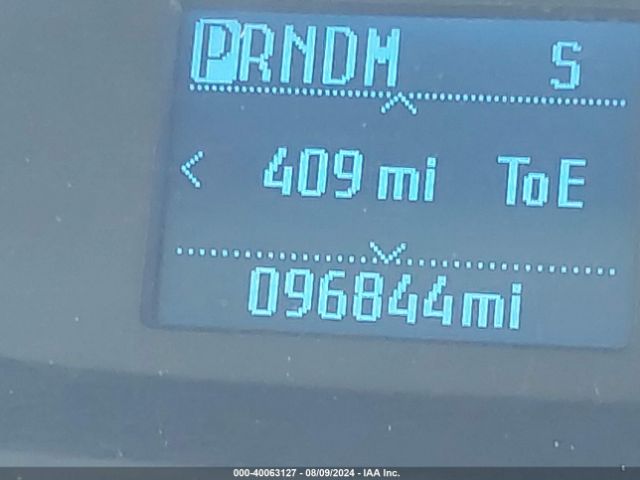 PRNDM S
< 409 mi ToE
096844mi
000-40063127 - 08/09/2024 - IAA Inc.